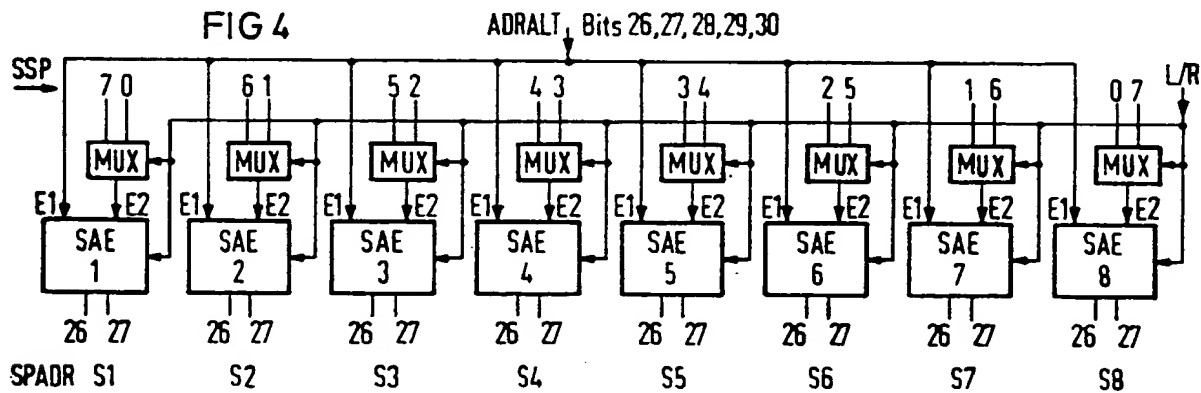 FIG 4
ADRALT, Bits 26,27,28,29,30
SSP
L/R
7 0 6 1 5 2 4 3 3 4 2 5 1 6 0 7
MUX MUX MUX MUX MUX MUX MUX MUX
E1 E2 E1 E2 E1 E2 E1 E2 E1 E2 E1 E2 E1 E2 E1 E2
SAE SAE SAE SAE SAE SAE SAE SAE
1 2 3 4 5 6 7 8
26 27 26 27 26 27 26 27 26 27 26 27 26 27 26 27
SPADR S1 S2 S3 S4 S5 S6 S7 S8